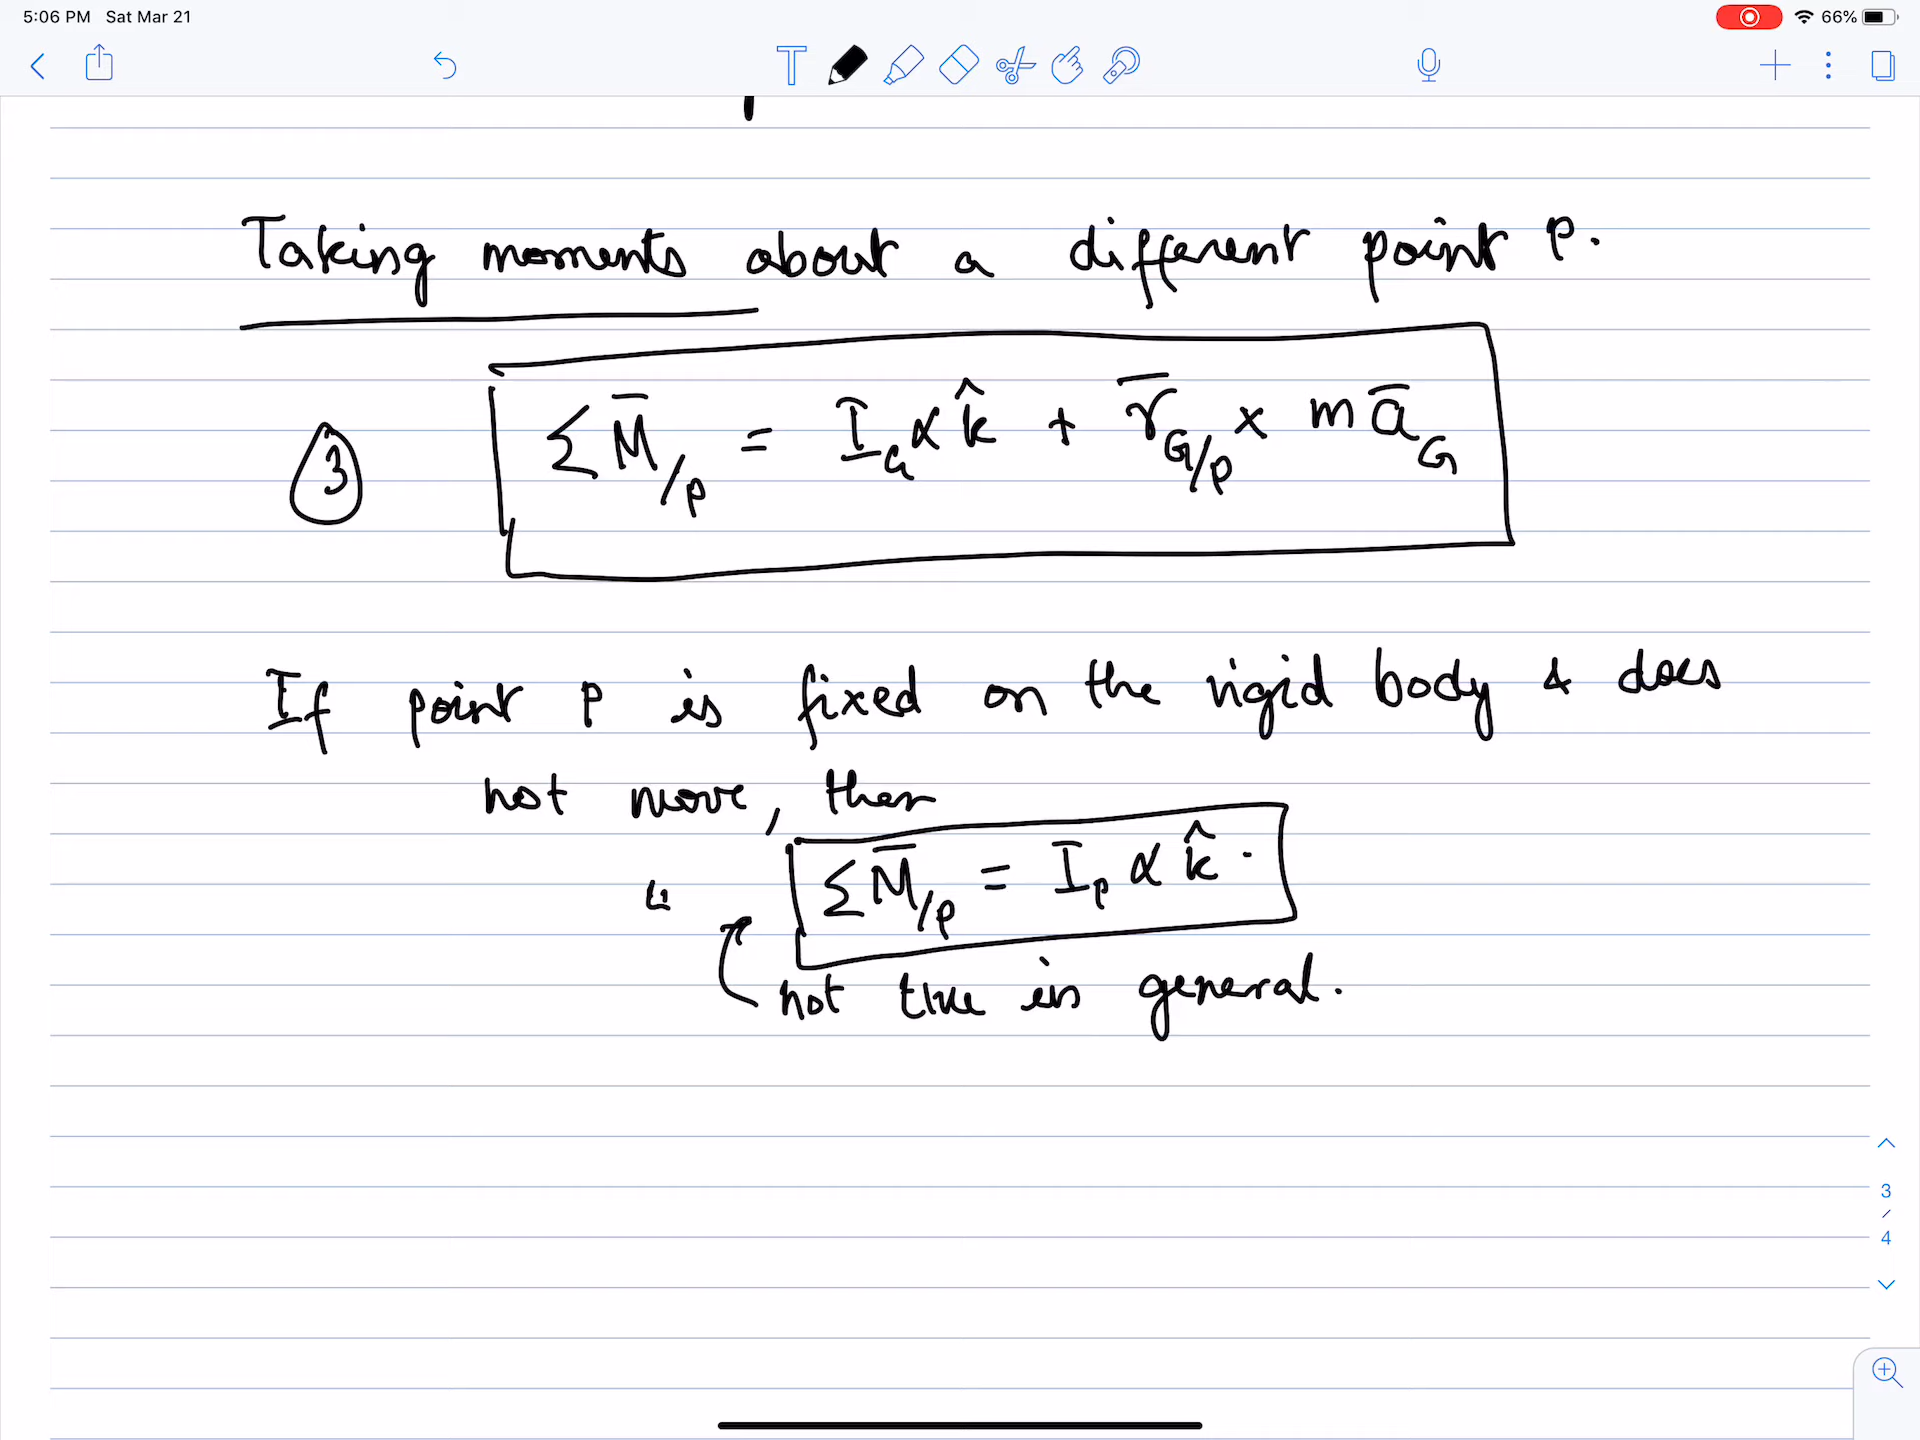 5:06 PM Sat Mar 21
66%
T
Taking moments about a different point P.
3
ΣM̄/P = I_G α k̂ + r̄_G/P × m ā_G
If point P is fixed on the rigid body & does
not move, then
ΣM̄/P = I_P α k̂ .
not true in general.
3
/
4